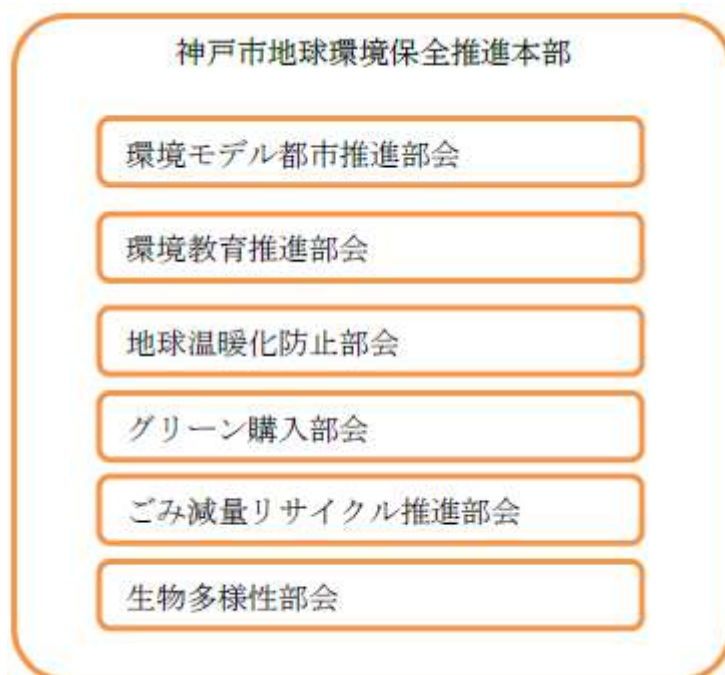 神戸市地球環境保全推進本部
環境モデル都市推進部会
環境教育推進部会
地球温暖化防止部会
グリーン購入部会
ごみ減量リサイクル推進部会
生物多様性部会